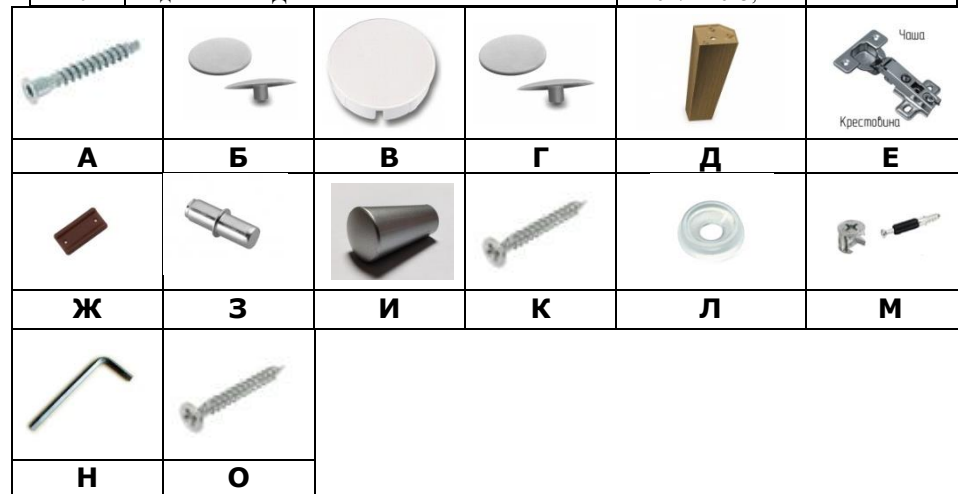 Чаша
Крестовина
А Б В Г Д Е
Ж З И К Л М
Н О